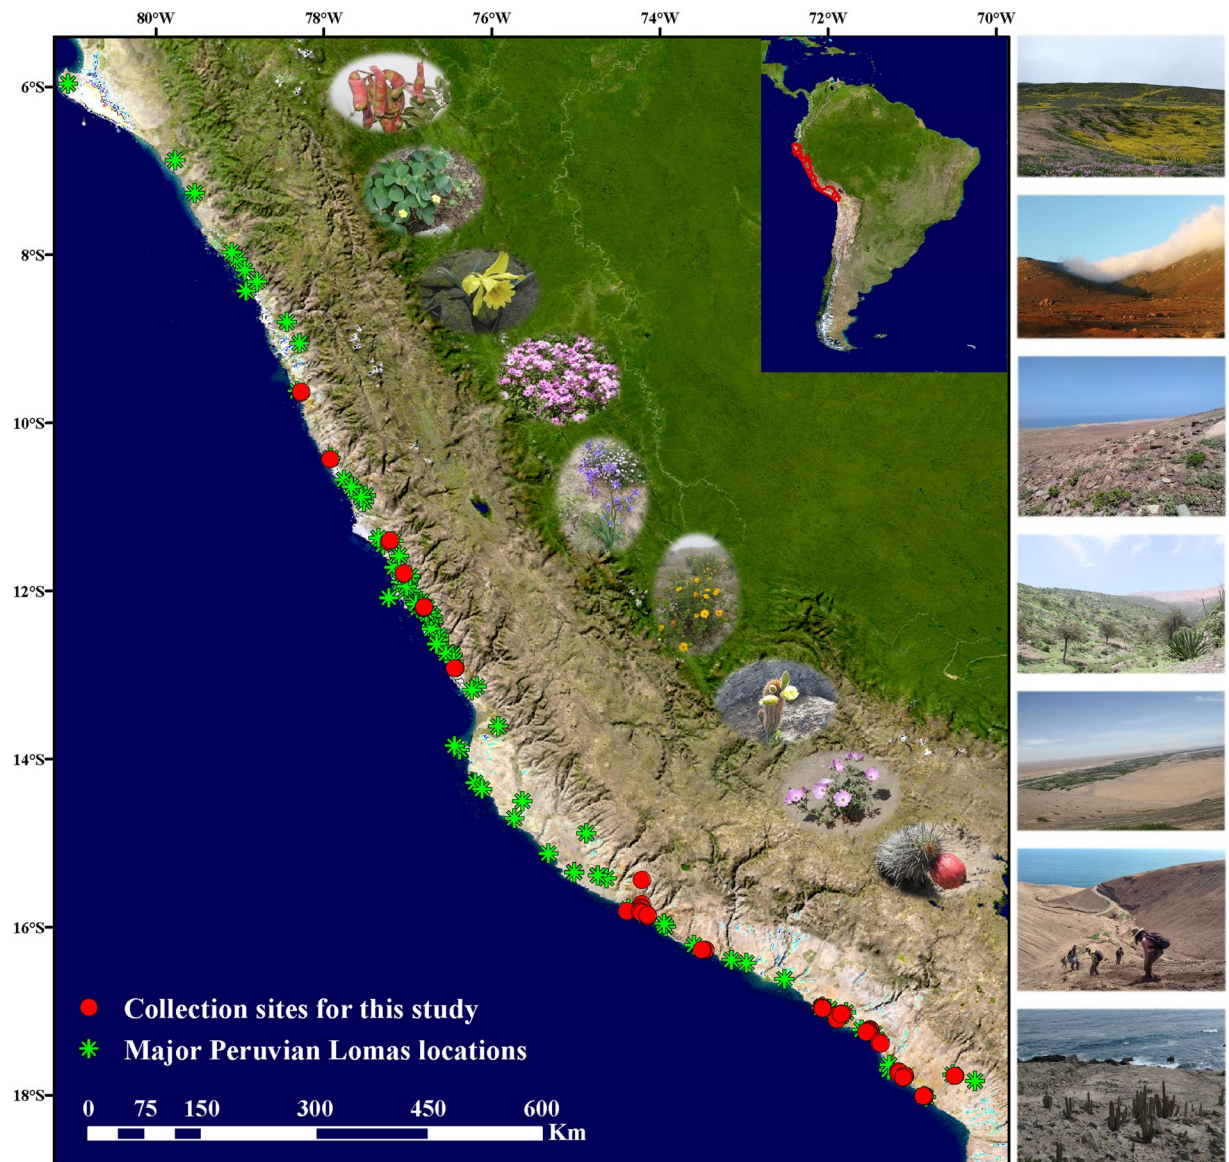 80°W 78°W 76°W 74°W 72°W 70°W
6°S
8°S
10°S
12°S
14°S
16°S
18°S
Collection sites for this study
Major Peruvian Lomas locations
0 75 150 300 450 600
Km